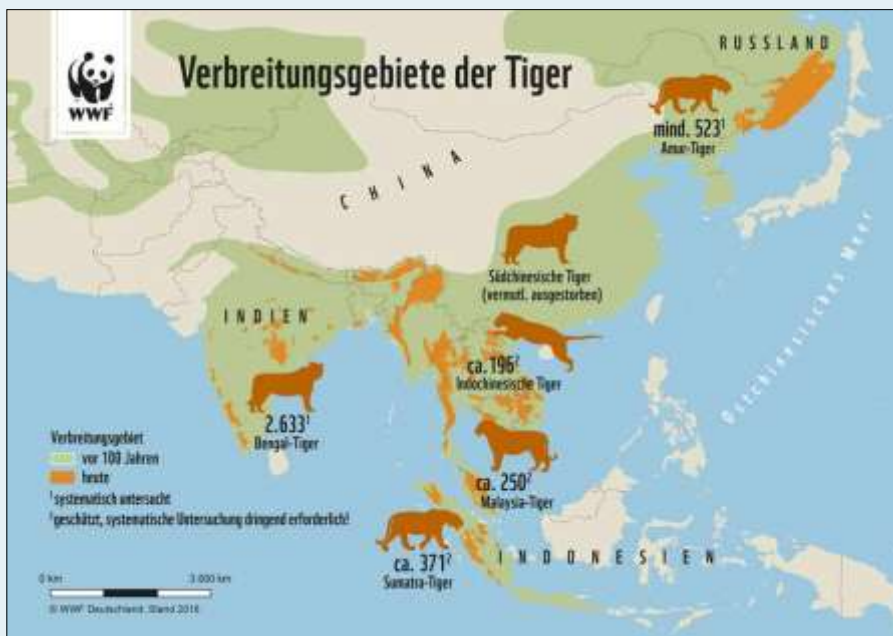 WWF
Verbreitungsgebiete der Tiger
RUSSLAND
mind. 523¹
Amur-Tiger
CHINA
Südchinesische Tiger
(vermutl. ausgestorben)
INDIEN
ca. 196²
Indochinesische Tiger
Ostchinesisches Meer
2.633¹
Bengal-Tiger
ca. 250²
Malaysia-Tiger
INDONESIEN
ca. 371²
Sumatra-Tiger
Verbreitungsgebiet
vor 100 Jahren
heute
¹systematisch untersucht
²geschätzt, systematische Untersuchung dringend erforderlich!
0 km 3 000 km
© WWF Deutschland: Stand 2016